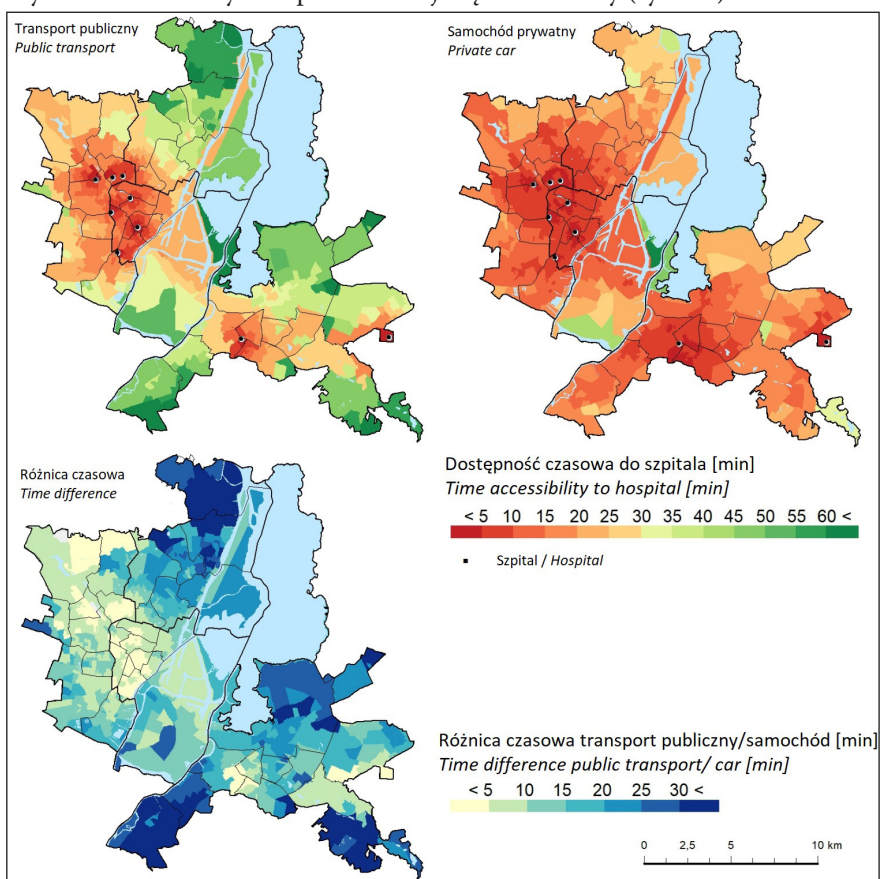 Transport publiczny
Public transport
Samochód prywatny
Private car
Różnica czasowa
Time difference
Dostępność czasowa do szpitala [min]
Time accessibility to hospital [min]
< 5 10 15 20 25 30 35 40 45 50 55 60 <
Szpital / Hospital
Różnica czasowa transport publiczny/samochód [min]
Time difference public transport/ car [min]
< 5 10 15 20 25 30 <
0 2,5 5 10 km